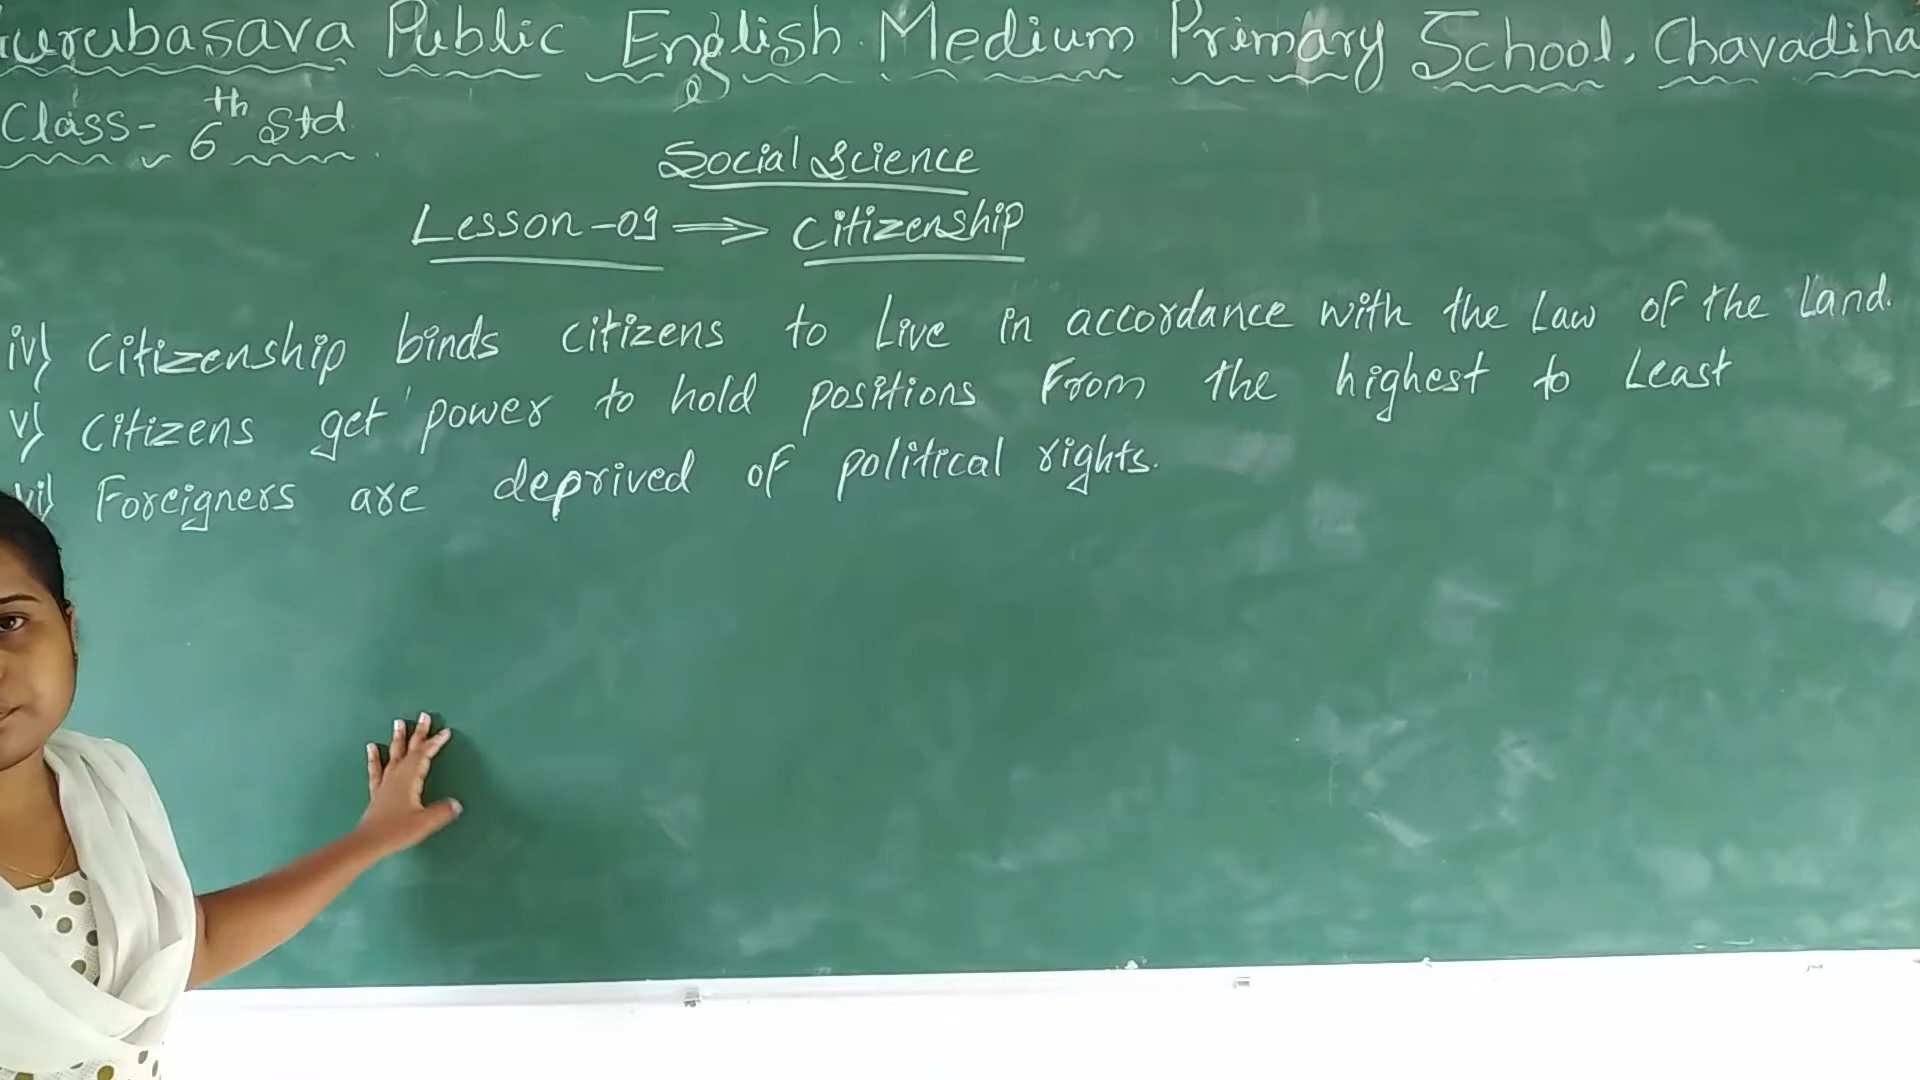 Gurubasava Public English Medium Primary School, Chavadiha
Class- 6th Std.
Social Science
Lesson-09 ⇒ Citizenship
iv) Citizenship binds citizens to Live in accordance with the Law of the Land.
v) Citizens get power to hold positions From the highest to Least
vi) Foreigners are deprived of political rights.